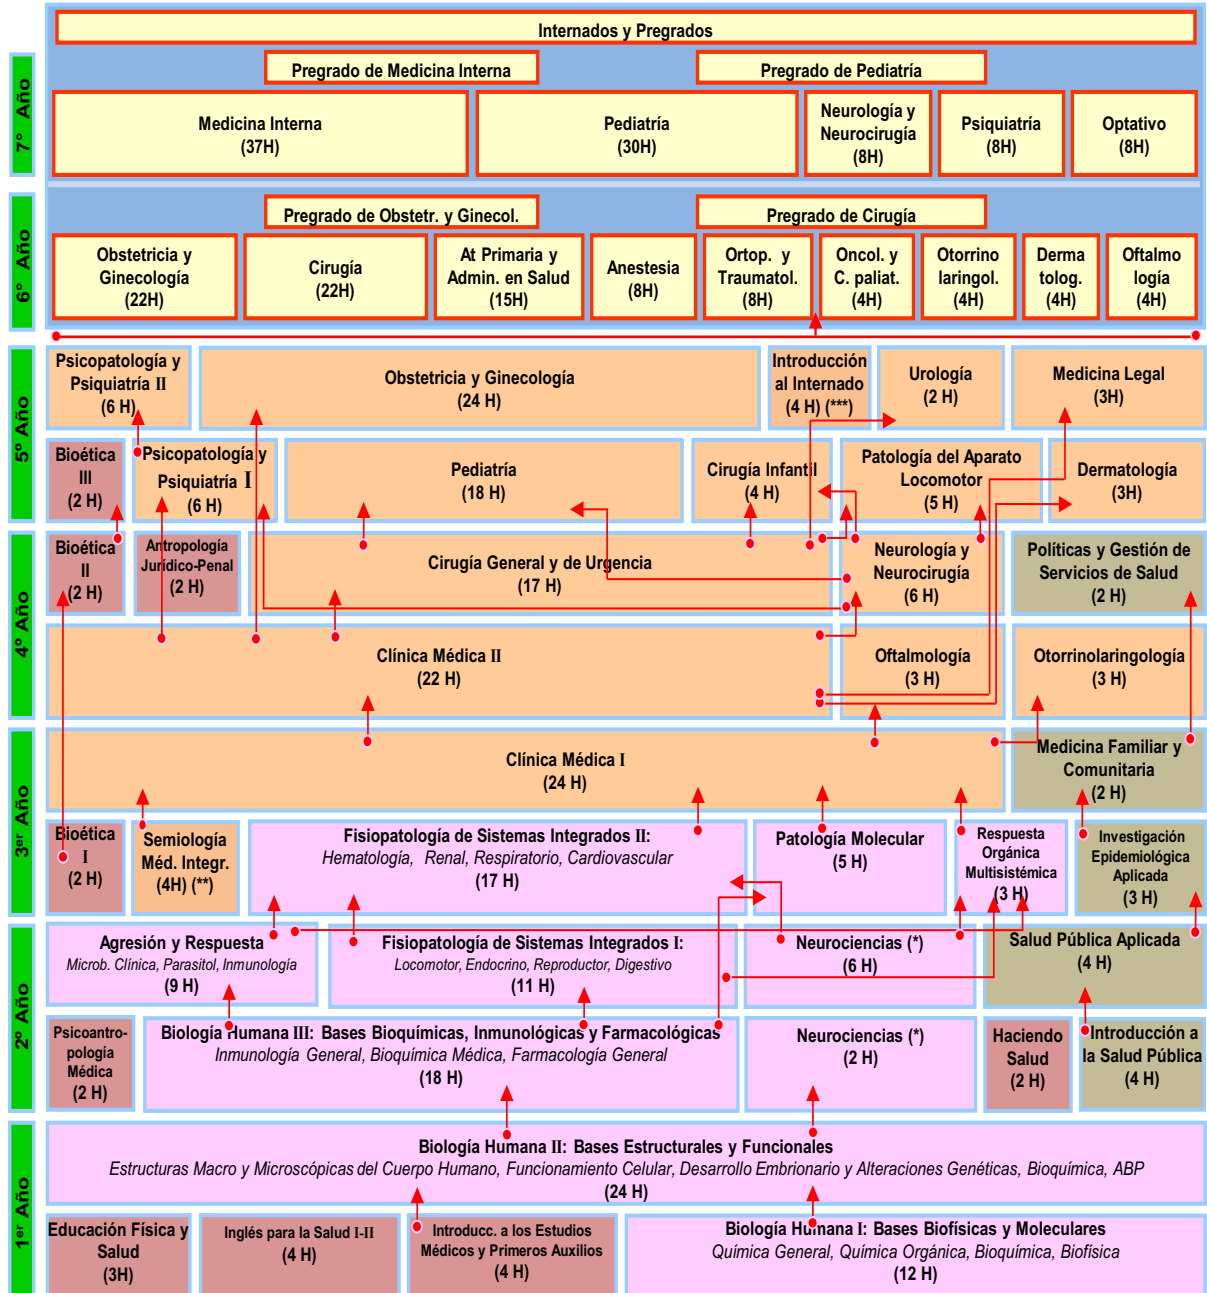 Internados y Pregrados
7° Año
Pregrado de Medicina Interna
Pregrado de Pediatría
Medicina Interna
(37H)
Pediatría
(30H)
Neurología y
Neurocirugía
(8H)
Psiquiatría
(8H)
Optativo
(8H)
6° Año
Pregrado de Obstetr. y Ginecol.
Pregrado de Cirugía
Obstetricia y
Ginecología
(22H)
Cirugía
(22H)
At Primaria y
Admin. en Salud
(15H)
Anestesia
(8H)
Ortop. y
Traumatol.
(8H)
Oncol. y
C. paliat.
(4H)
Otorrino
laringol.
(4H)
Derma
tolog.
(4H)
Oftalmo
logía
(4H)
5º Año
Psicopatología y
Psiquiatría II
(6 H)
Obstetricia y Ginecología
(24 H)
Introducción
al Internado
(4 H) (***)
Urología
(2 H)
Medicina Legal
(3H)
Bioética
III
(2 H)
Psicopatología y
Psiquiatría I
(6 H)
Pediatría
(18 H)
Cirugía Infantil
(4 H)
Patología del Aparato
Locomotor
(5 H)
Dermatología
(3H)
4º Año
Bioética
II
(2 H)
Antropología
Jurídico-Penal
(2 H)
Cirugía General y de Urgencia
(17 H)
Neurología y
Neurocirugía
(6 H)
Políticas y Gestión de
Servicios de Salud
(2 H)
Clínica Médica II
(22 H)
Oftalmología
(3 H)
Otorrinolaringología
(3 H)
3er Año
Clínica Médica I
(24 H)
Medicina Familiar y
Comunitaria
(2 H)
Bioética
I
(2 H)
Semiología
Méd. Integr.
(4H) (**)
Fisiopatología de Sistemas Integrados II:
Hematología, Renal, Respiratorio, Cardiovascular
(17 H)
Patología Molecular
(5 H)
Respuesta
Orgánica
Multisistémica
(3 H)
Investigación
Epidemiológica
Aplicada
(3 H)
2º Año
Agresión y Respuesta
Microb. Clínica, Parasitol, Inmunología
(9 H)
Fisiopatología de Sistemas Integrados I:
Locomotor, Endocrino, Reproductor, Digestivo
(11 H)
Neurociencias (*)
(6 H)
Salud Pública Aplicada
(4 H)
Psicoantro-
pología
Médica
(2 H)
Biología Humana III: Bases Bioquímicas, Inmunológicas y Farmacológicas
Inmunología General, Bioquímica Médica, Farmacología General
(18 H)
Neurociencias (*)
(2 H)
Haciendo
Salud
(2 H)
Introducción a
la Salud Pública
(4 H)
1er Año
Biología Humana II: Bases Estructurales y Funcionales
Estructuras Macro y Microscópicas del Cuerpo Humano, Funcionamiento Celular, Desarrollo Embrionario y Alteraciones Genéticas, Bioquímica, ABP
(24 H)
Educación Física y
Salud
(3H)
Inglés para la Salud I-II
(4 H)
Introducc. a los Estudios
Médicos y Primeros Auxilios
(4 H)
Biología Humana I: Bases Biofísicas y Moleculares
Química General, Química Orgánica, Bioquímica, Biofísica
(12 H)